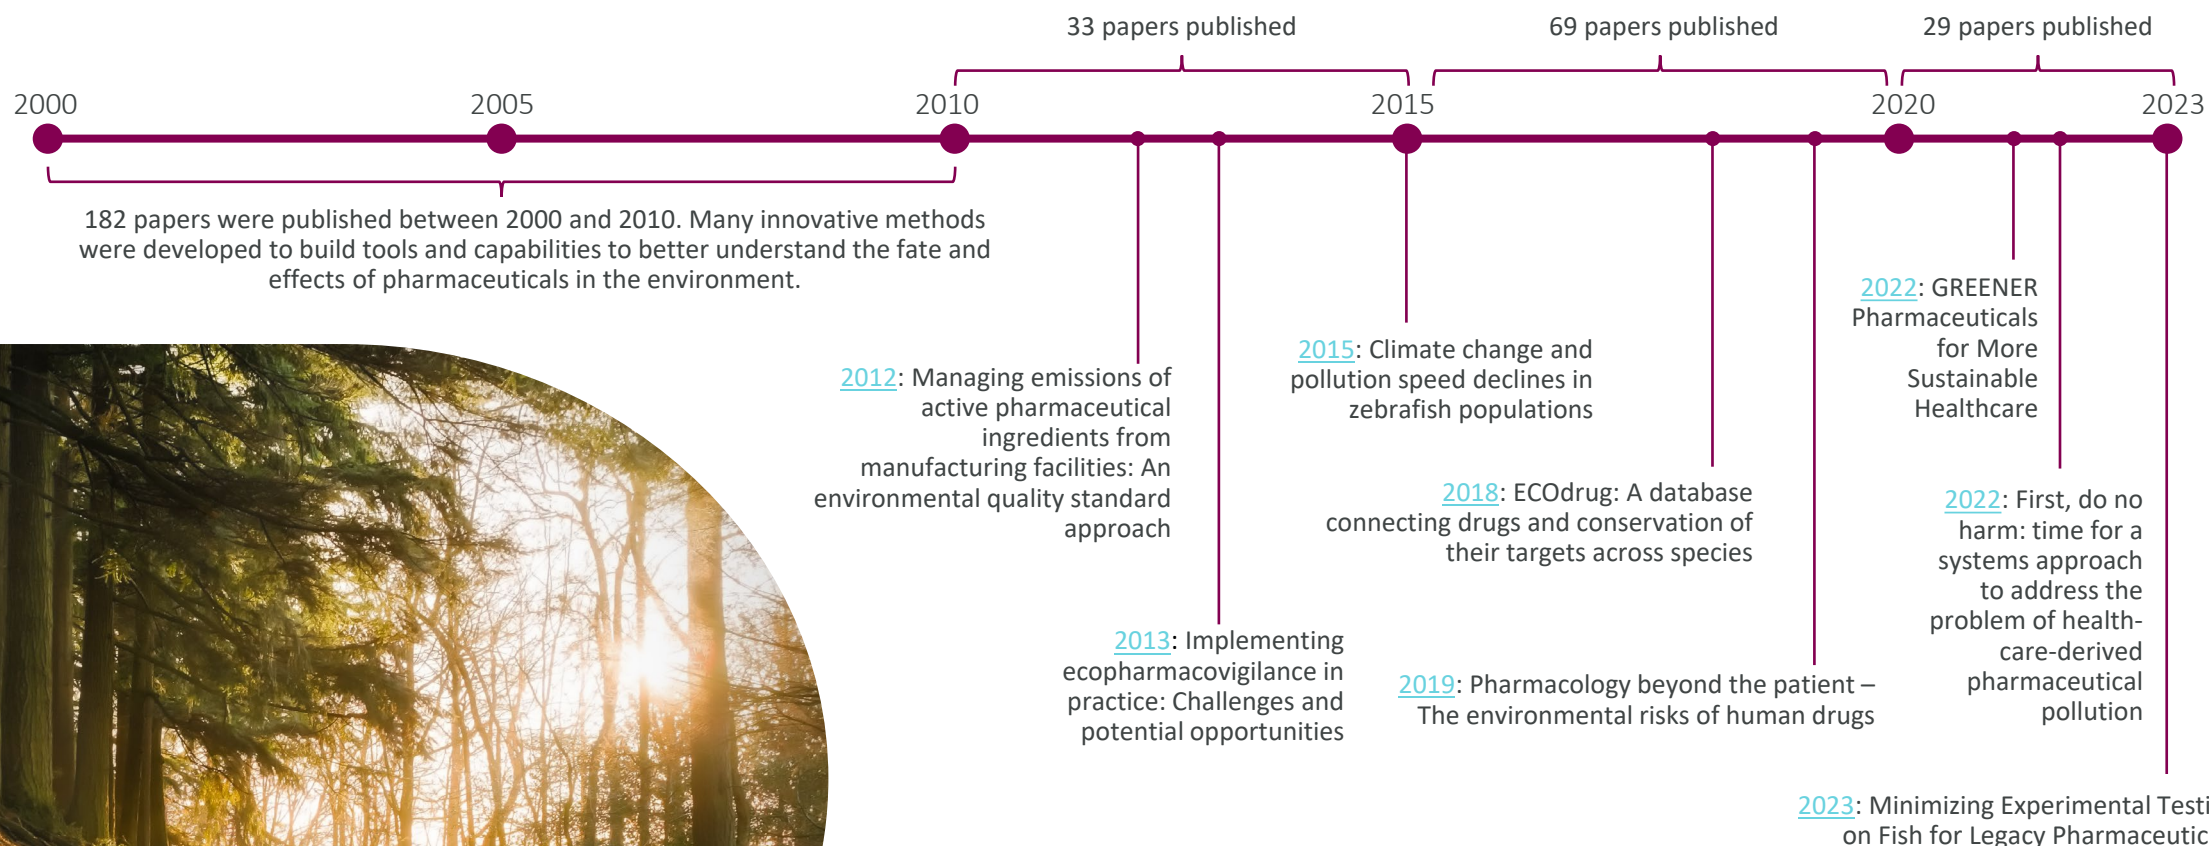 33 papers published
69 papers published
29 papers published
2000
2005
2010
2015
2020
2023
182 papers were published between 2000 and 2010. Many innovative methods
were developed to build tools and capabilities to better understand the fate and
effects of pharmaceuticals in the environment.
2012: Managing emissions of
active pharmaceutical
ingredients from
manufacturing facilities: An
environmental quality standard
approach
2013: Implementing
ecopharmacovigilance in
practice: Challenges and
potential opportunities
2015: Climate change and
pollution speed declines in
zebrafish populations
2018: ECOdrug: A database
connecting drugs and conservation of
their targets across species
2019: Pharmacology beyond the patient –
The environmental risks of human drugs
2022: GREENER
Pharmaceuticals
for More
Sustainable
Healthcare
2022: First, do no
harm: time for a
systems approach
to address the
problem of health-
care-derived
pharmaceutical
pollution
2023: Minimizing Experimental Testi
on Fish for Legacy Pharmaceutic